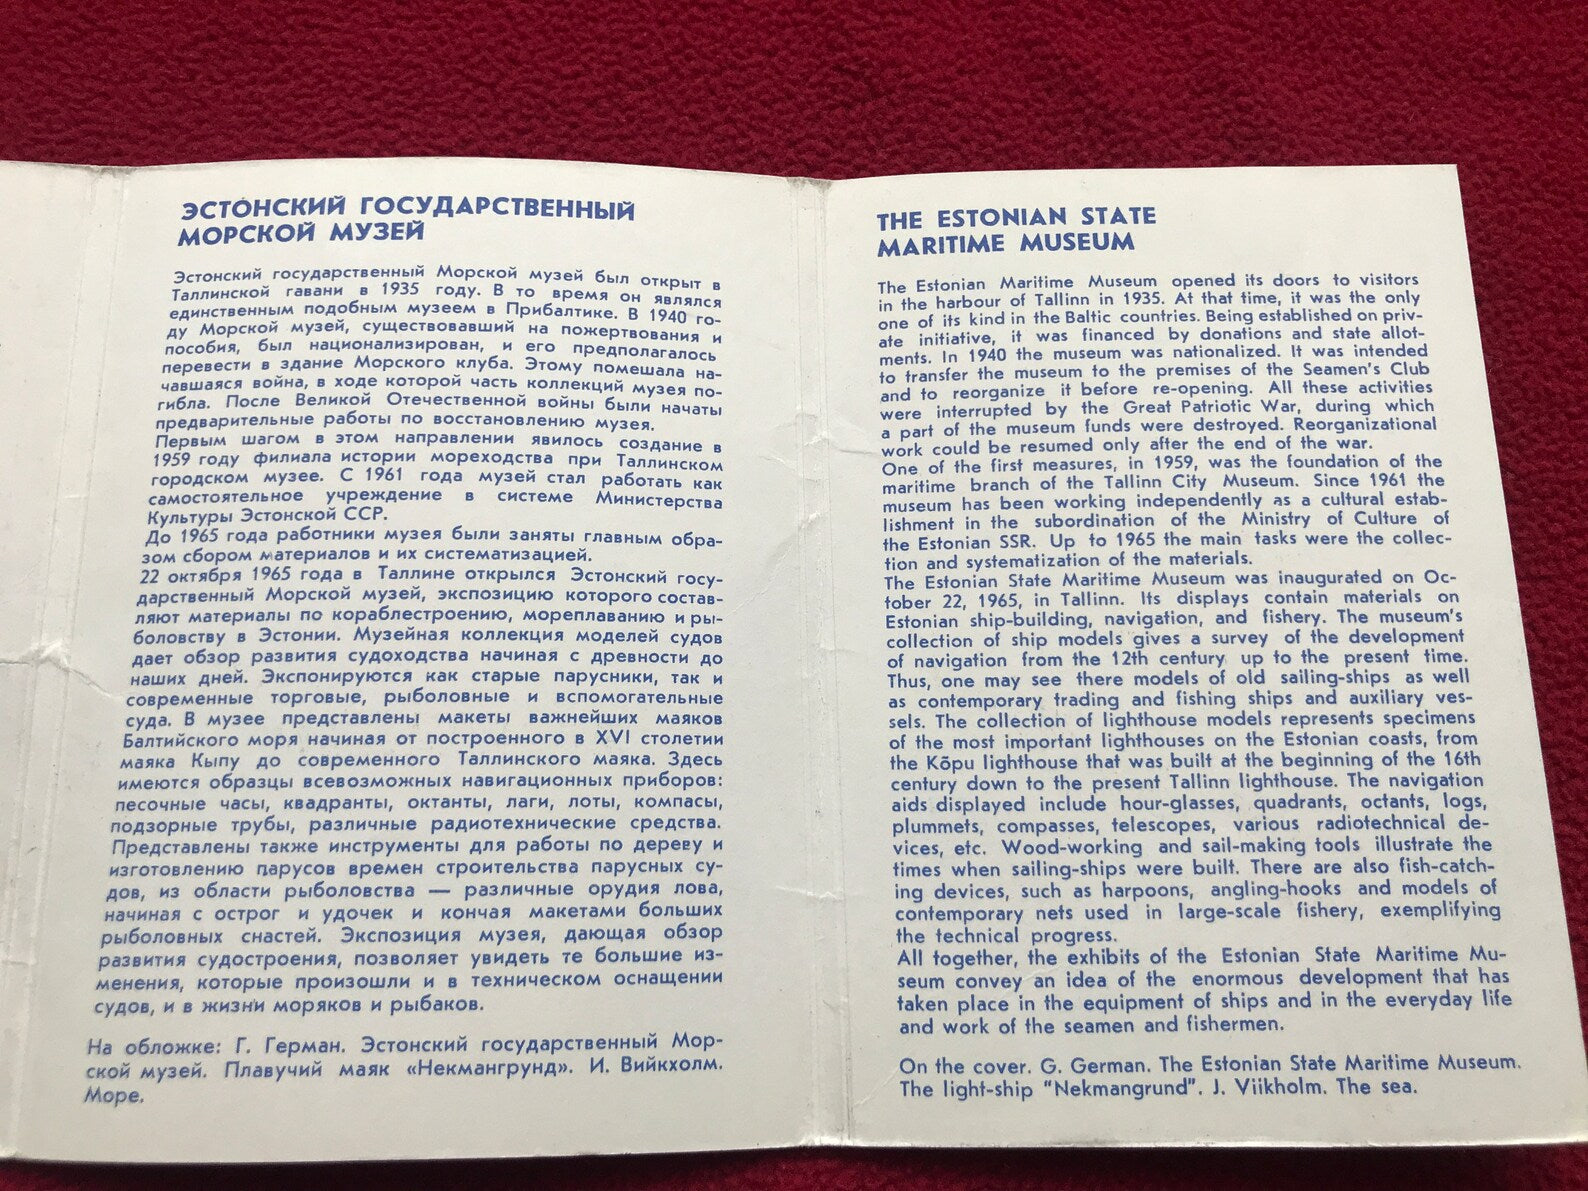 ЭСТОНСКИЙ ГОСУДАРСТВЕННЫЙ
МОРСКОЙ МУЗЕЙ
Эстонский государственный Морской музей был открыт в
Таллинской гавани в 1935 году. В то время он являлся
единственным подобным музеем в Прибалтике. В 1940 го-
ду Морской музей, существовавший на пожертвования и
пособия, был национализирован, и его предполагалось
перевести в здание Морского клуба. Этому помешала на-
чавшаяся война, в ходе которой часть коллекций музея по-
гибла. После Великой Отечественной войны были начаты
предварительные работы по восстановлению музея.
Первым шагом в этом направлении явилось создание в
1959 году филиала истории мореходства при Таллинском
городском музее. С 1961 года музей стал работать как
самостоятельное учреждение в системе Министерства
Культуры Эстонской ССР.
До 1965 года работники музея были заняты главным обра-
зом сбором материалов и их систематизацией.
22 октября 1965 года в Таллине открылся Эстонский госу-
дарственный Морской музей, экспозицию которого состав-
ляют материалы по кораблестроению, мореплаванию и ры-
боловству в Эстонии. Музейная коллекция моделей судов
дает обзор развития судоходства начиная с древности до
наших дней. Экспонируются как старые парусники, так и
современные торговые, рыболовные и вспомогательные
суда. В музее представлены макеты важнейших маяков
Балтийского моря начиная от построенного в XVI столетии
маяка Кыпу до современного Таллинского маяка. Здесь
имеются образцы всевозможных навигационных приборов:
песочные часы, квадранты, октанты, лаги, лоты, компасы,
подзорные трубы, различные радиотехнические средства.
Представлены также инструменты для работы по дереву и
изготовлению парусов времен строительства парусных су-
дов, из области рыболовства — различные орудия лова,
начиная с острог и удочек и кончая макетами больших
рыболовных снастей. Экспозиция музея, дающая обзор
развития судостроения, позволяет увидеть те большие из-
менения, которые произошли и в техническом оснащении
судов, и в жизни моряков и рыбаков.
На обложке: Г. Герман. Эстонский государственный Мор-
ской музей. Плавучий маяк «Некмангрунд». И. Вийкхолм.
Море.
THE ESTONIAN STATE
MARITIME MUSEUM
The Estonian Maritime Museum opened its doors to visitors
in the harbour of Tallinn in 1935. At that time, it was the only
one of its kind in the Baltic countries. Being established on priv-
ate initiative, it was financed by donations and state allot-
ments. In 1940 the museum was nationalized. It was intended
to transfer the museum to the premises of the Seamen's Club
and to reorganize it before re-opening. All these activities
were interrupted by the Great Patriotic War, during which
a part of the museum funds were destroyed. Reorganizational
work could be resumed only after the end of the war.
One of the first measures, in 1959, was the foundation of the
maritime branch of the Tallinn City Museum. Since 1961 the
museum has been working independently as a cultural estab-
lishment in the subordination of the Ministry of Culture of
the Estonian SSR. Up to 1965 the main tasks were the collec-
tion and systematization of the materials.
The Estonian State Maritime Museum was inaugurated on Oc-
tober 22, 1965, in Tallinn. Its displays contain materials on
Estonian ship-building, navigation, and fishery. The museum's
collection of ship models gives a survey of the development
of navigation from the 12th century up to the present time.
Thus, one may see there models of old sailing-ships as well
as contemporary trading and fishing ships and auxiliary ves-
sels. The collection of lighthouse models represents specimens
of the most important lighthouses on the Estonian coasts, from
the Kõpu lighthouse that was built at the beginning of the 16th
century down to the present Tallinn lighthouse. The navigation
aids displayed include hour-glasses, quadrants, octants, logs,
plummets, compasses, telescopes, various radiotechnical de-
vices, etc. Wood-working and sail-making tools illustrate the
times when sailing-ships were built. There are also fish-catch-
ing devices, such as harpoons, angling-hooks and models of
contemporary nets used in large-scale fishery, exemplifying
the technical progress.
All together, the exhibits of the Estonian State Maritime Mu-
seum convey an idea of the enormous development that has
taken place in the equipment of ships and in the everyday life
and work of the seamen and fishermen.
On the cover. G. German. The Estonian State Maritime Museum.
The light-ship "Nekmangrund". J. Viikholm. The sea.